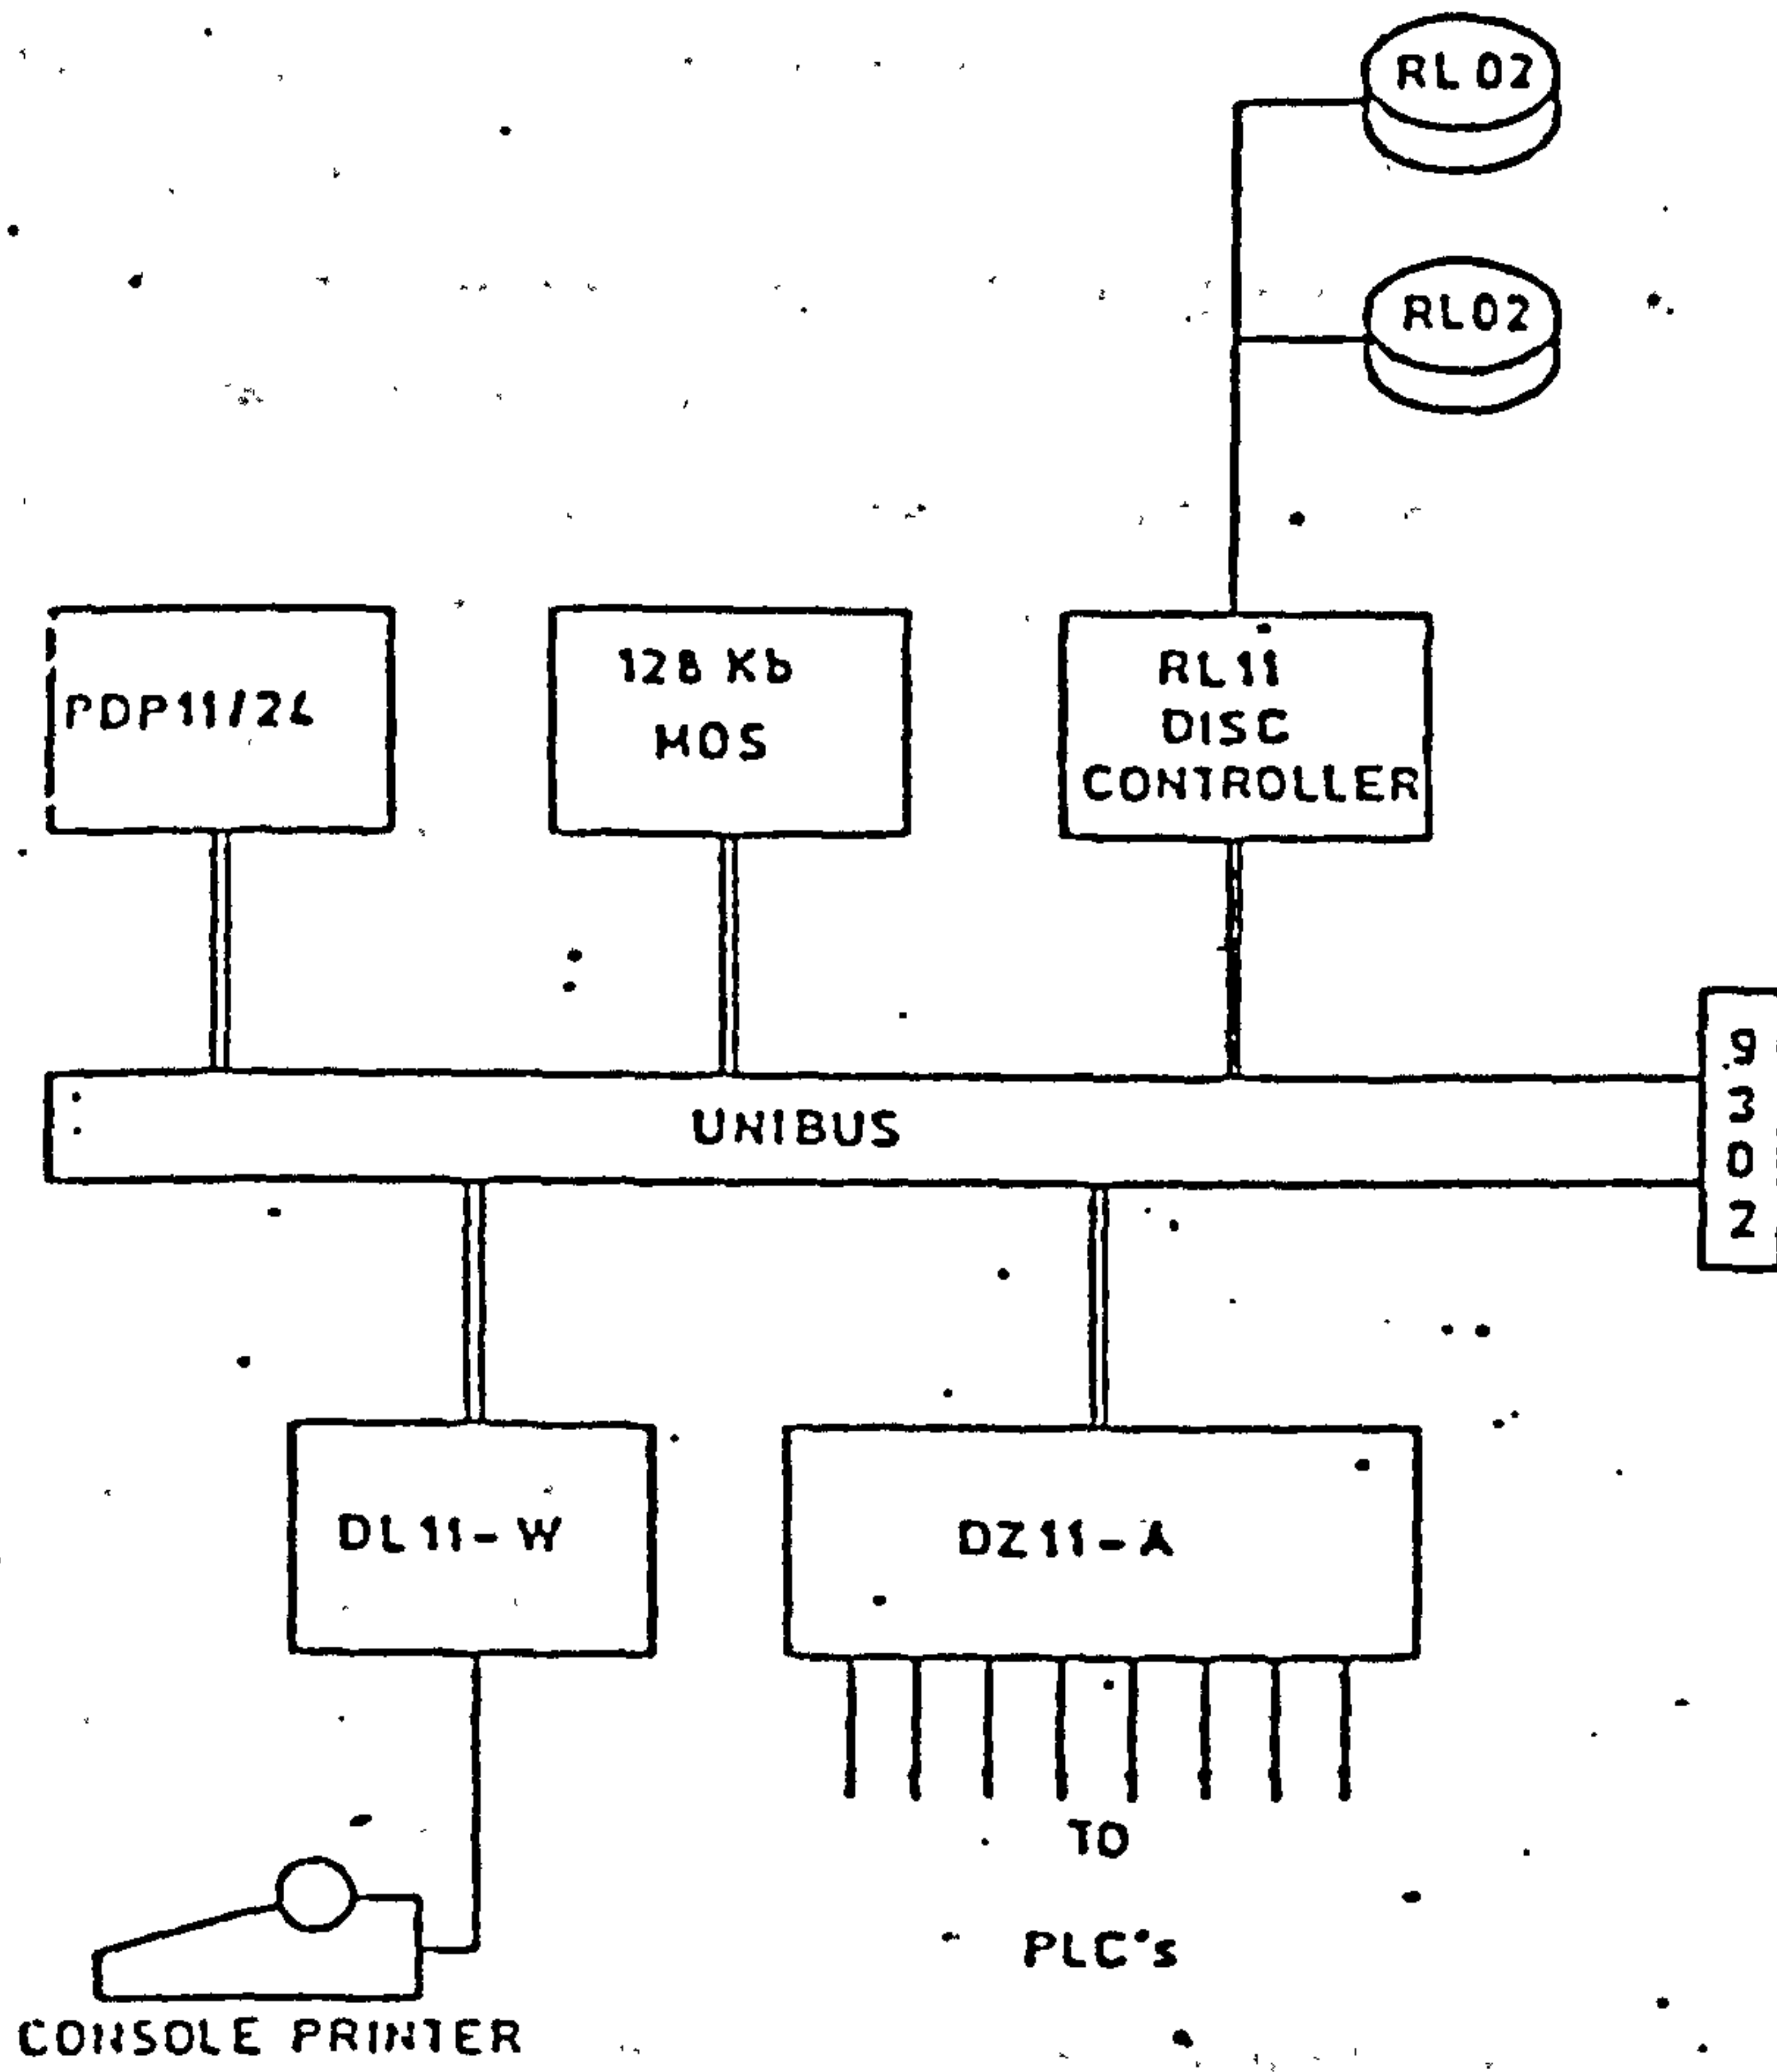 RL02
RL02
PDP11/24
128 Kb
MOS
RL11
DISC
CONTROLLER
UNIBUS
9
3
0
2
DL11-W
DZ11-A
TO
PLC's
CONSOLE PRINTER